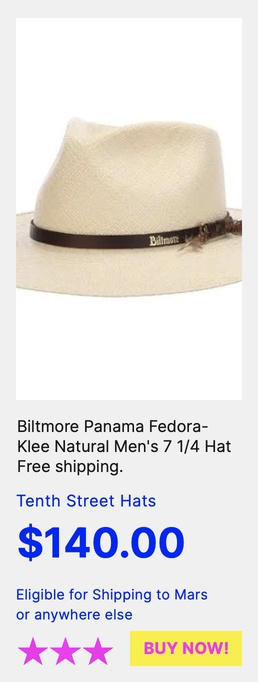 Biltmore
Biltmore Panama Fedora-
Klee Natural Men's 7 1/4 Hat
Free shipping.
Tenth Street Hats
$140.00
Eligible for Shipping to Mars
or anywhere else
BUY NOW!